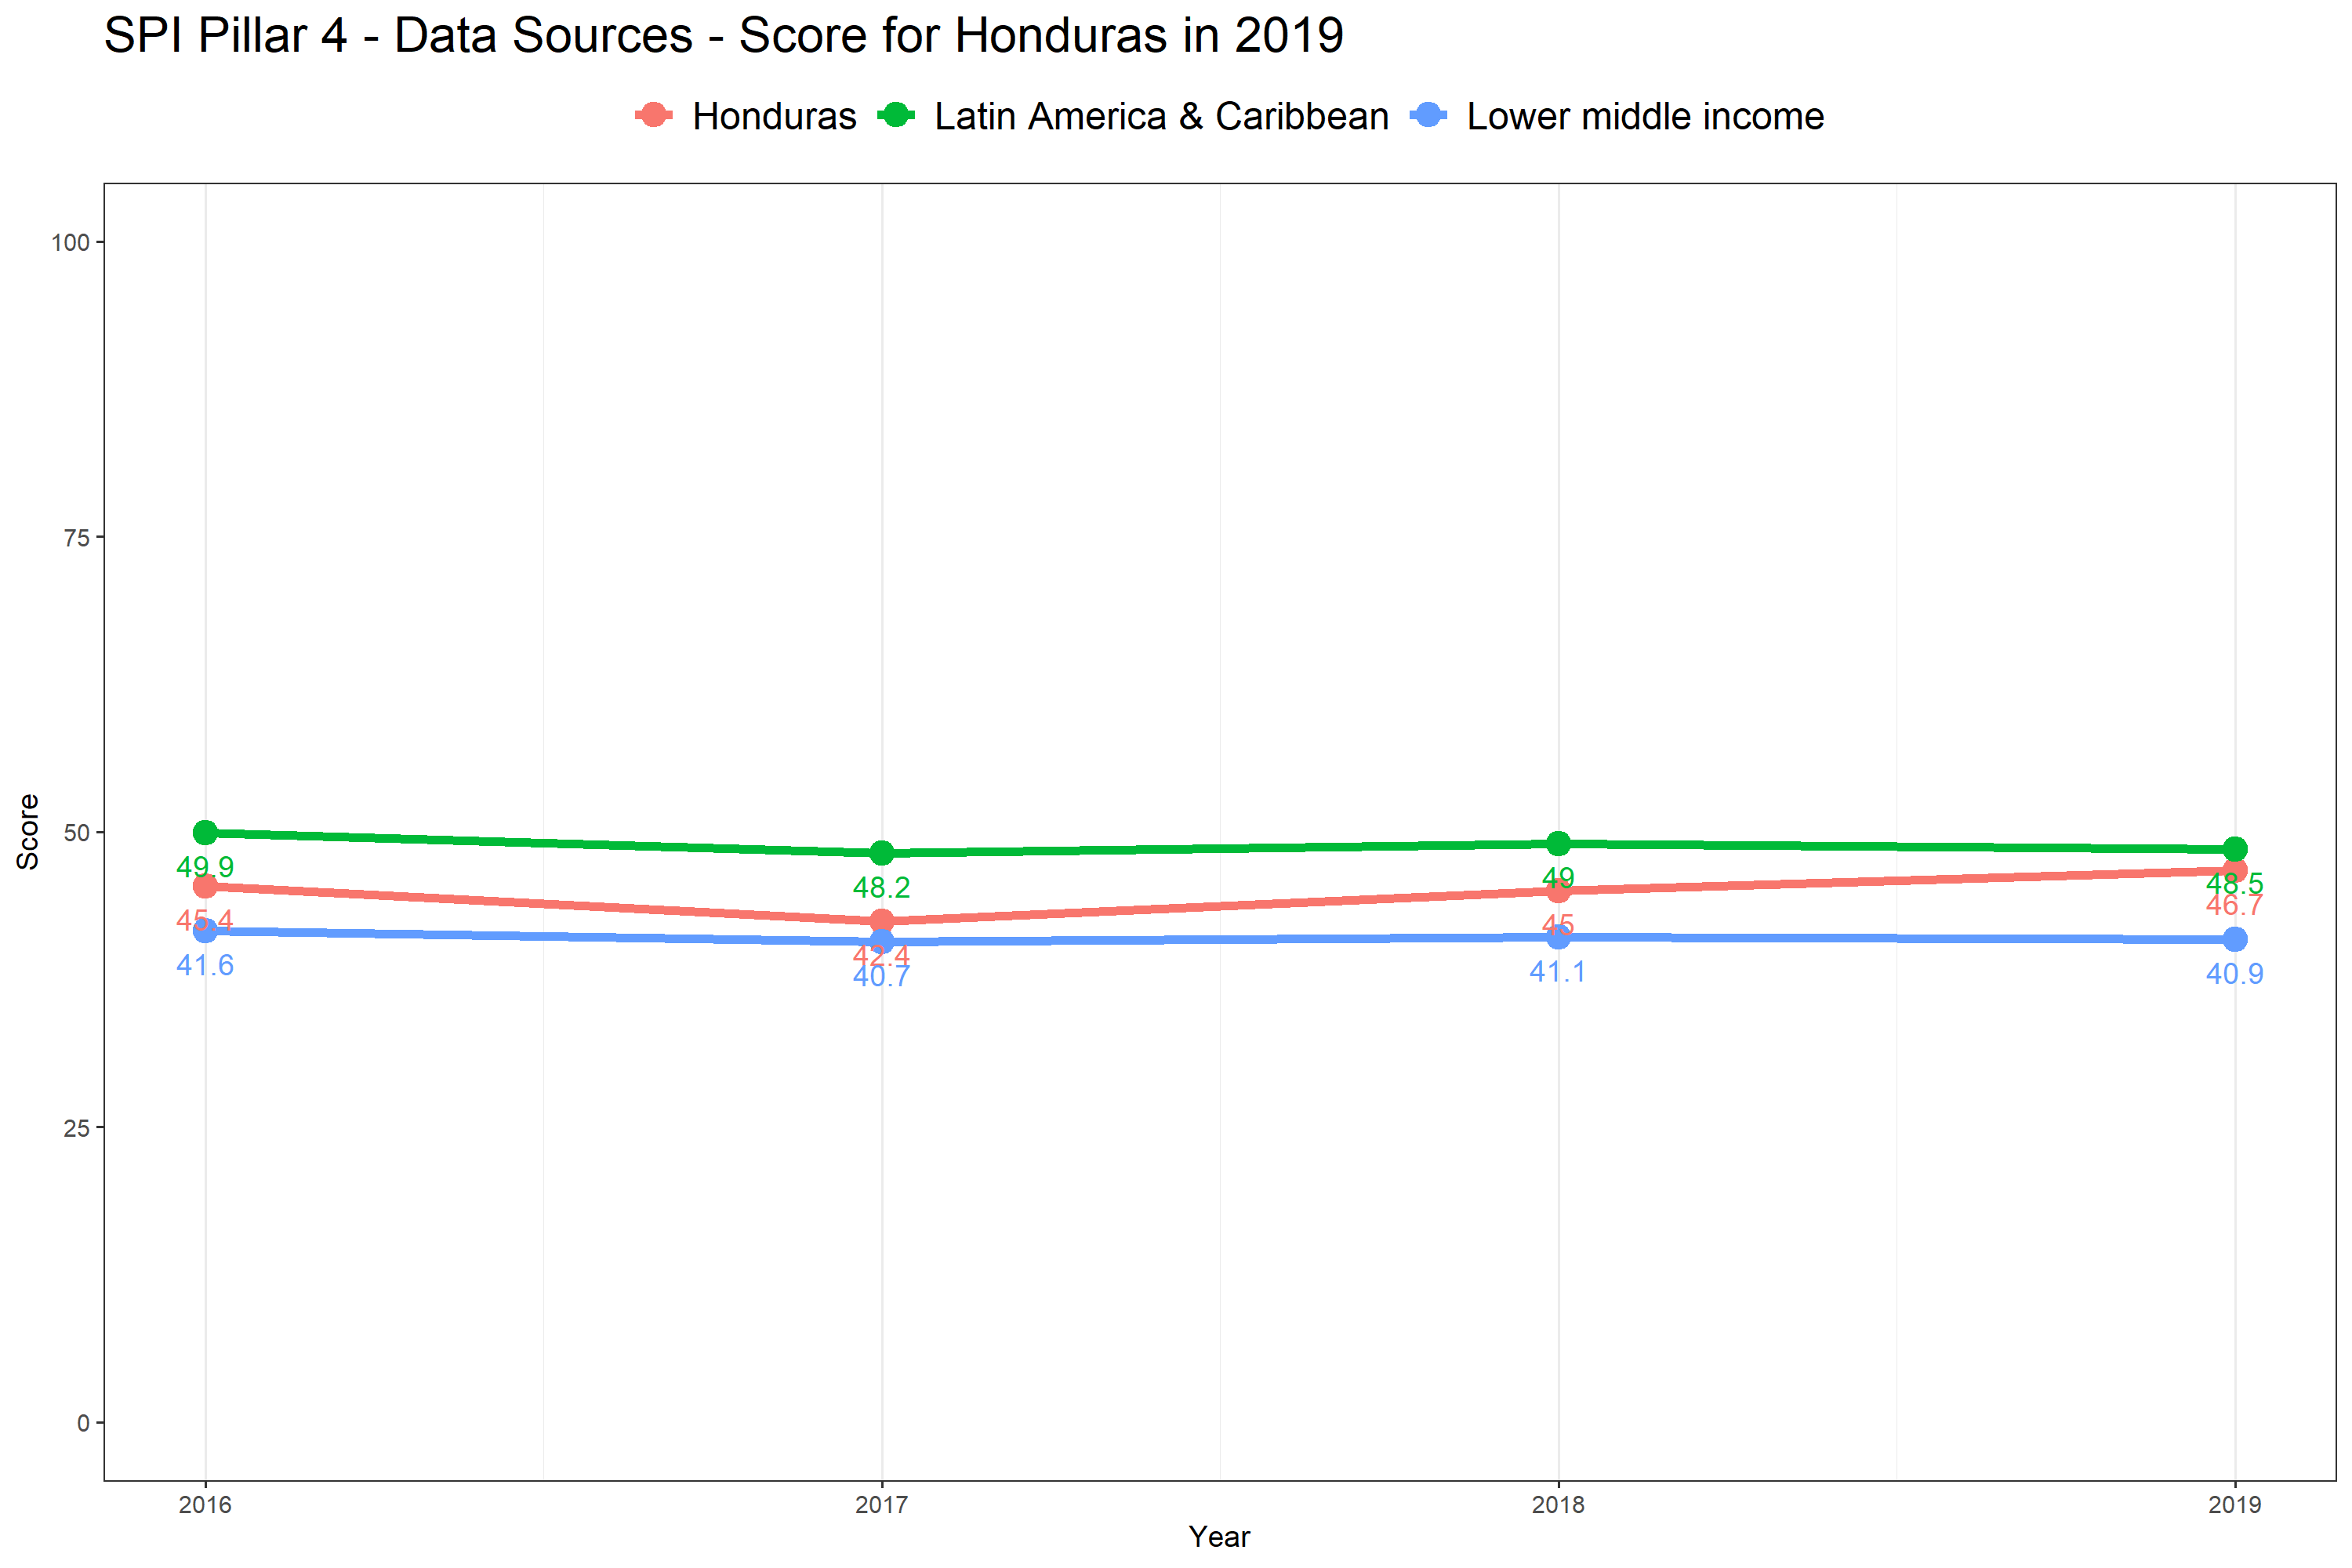 SPI Pillar 4 - Data Sources - Score for Honduras in 2019
Honduras Latin America & Caribbean Lower middle income
100
75
50
25
0
Score
49.9 48.2 49 48.5
45.4 42.4 45 46.7
41.6 40.7 41.1 40.9
2016 2017 2018 2019
Year